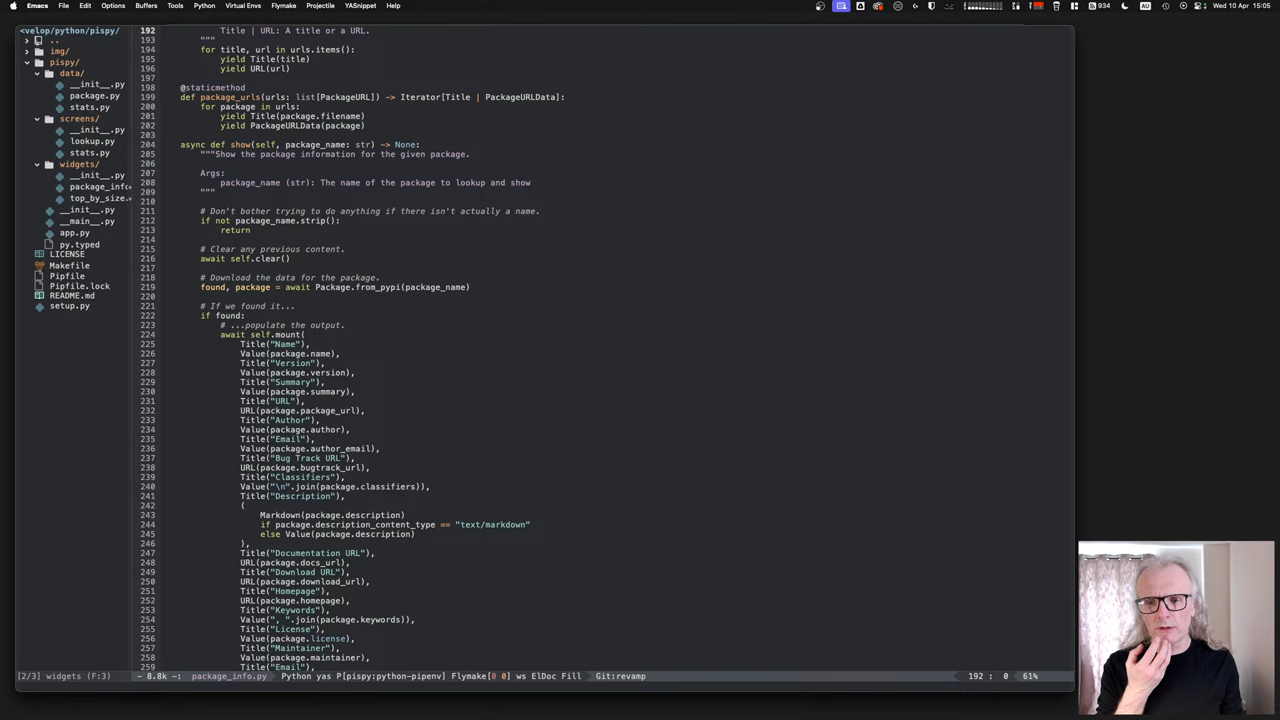 Emacs File Edit Options Buffers Tools Python Virtual Envs Flymake Projectile YASnippet Help 934 AU Wed 10 Apr 15:05
<velop/python/pispy/
..
img/
pispy/
data/
__init__.py
package.py
stats.py
screens/
__init__.py
lookup.py
stats.py
widgets/
__init__.py
package_info
top_by_size.
__init__.py
__main__.py
app.py
py.typed
LICENSE
Makefile
Pipfile
Pipfile.lock
README.md
setup.py
192 Title | URL: A title or a URL.
193 """
194 for title, url in urls.items():
195 yield Title(title)
196 yield URL(url)
197
198 @staticmethod
199 def package_urls(urls: list[PackageURL]) -> Iterator[Title | PackageURLData]:
200 for package in urls:
201 yield Title(package.filename)
202 yield PackageURLData(package)
203
204 async def show(self, package_name: str) -> None:
205 """Show the package information for the given package.
206
207 Args:
208 package_name (str): The name of the package to lookup and show
209 """
210
211 # Don't bother trying to do anything if there isn't actually a name.
212 if not package_name.strip():
213 return
214
215 # Clear any previous content.
216 await self.clear()
217
218 # Download the data for the package.
219 found, package = await Package.from_pypi(package_name)
220
221 # If we found it...
222 if found:
223 # ...populate the output.
224 await self.mount(
225 Title("Name"),
226 Value(package.name),
227 Title("Version"),
228 Value(package.version),
229 Title("Summary"),
230 Value(package.summary),
231 Title("URL"),
232 URL(package.package_url),
233 Title("Author"),
234 Value(package.author),
235 Title("Email"),
236 Value(package.author_email),
237 Title("Bug Track URL"),
238 URL(package.bugtrack_url),
239 Title("Classifiers"),
240 Value("\n".join(package.classifiers)),
241 Title("Description"),
242 (
243 Markdown(package.description)
244 if package.description_content_type == "text/markdown"
245 else Value(package.description)
246 ),
247 Title("Documentation URL"),
248 URL(package.docs_url),
249 Title("Download URL"),
250 URL(package.download_url),
251 Title("Homepage"),
252 URL(package.homepage),
253 Title("Keywords"),
254 Value(", ".join(package.keywords)),
255 Title("License"),
256 Value(package.license),
257 Title("Maintainer"),
258 Value(package.maintainer),
259 Title("Email"),
[2/3] widgets (F:3) - 8.8k -: package_info.py Python yas P[pispy:python-pipenv] Flymake[0 0] ws ElDoc Fill Git:revamp 192 : 0 61%